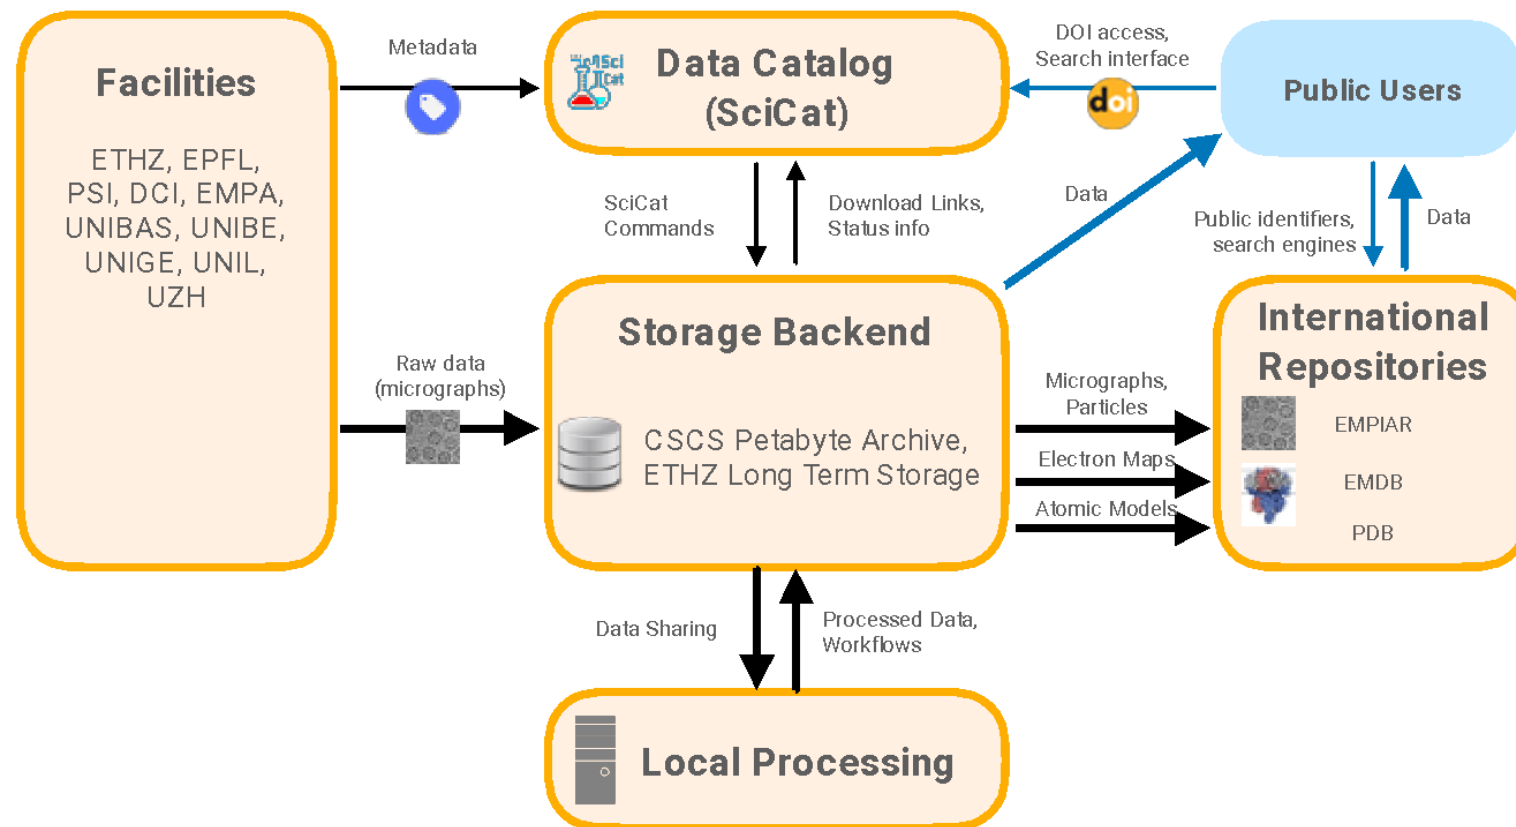 Facilities
ETHZ, EPFL,
PSI, DCI, EMPA,
UNIBAS, UNIBE,
UNIGE, UNIL,
UZH
Metadata
Sci
Cat
Data Catalog
(SciCat)
DOI access,
Search interface
doi
Public Users
SciCat
Commands
Download Links,
Status info
Data
Public identifiers,
search engines
Data
Raw data
(micrographs)
Storage Backend
CSCS Petabyte Archive,
ETHZ Long Term Storage
Micrographs,
Particles
Electron Maps
Atomic Models
International
Repositories
EMPIAR
EMDB
PDB
Data Sharing
Processed Data,
Workflows
Local Processing